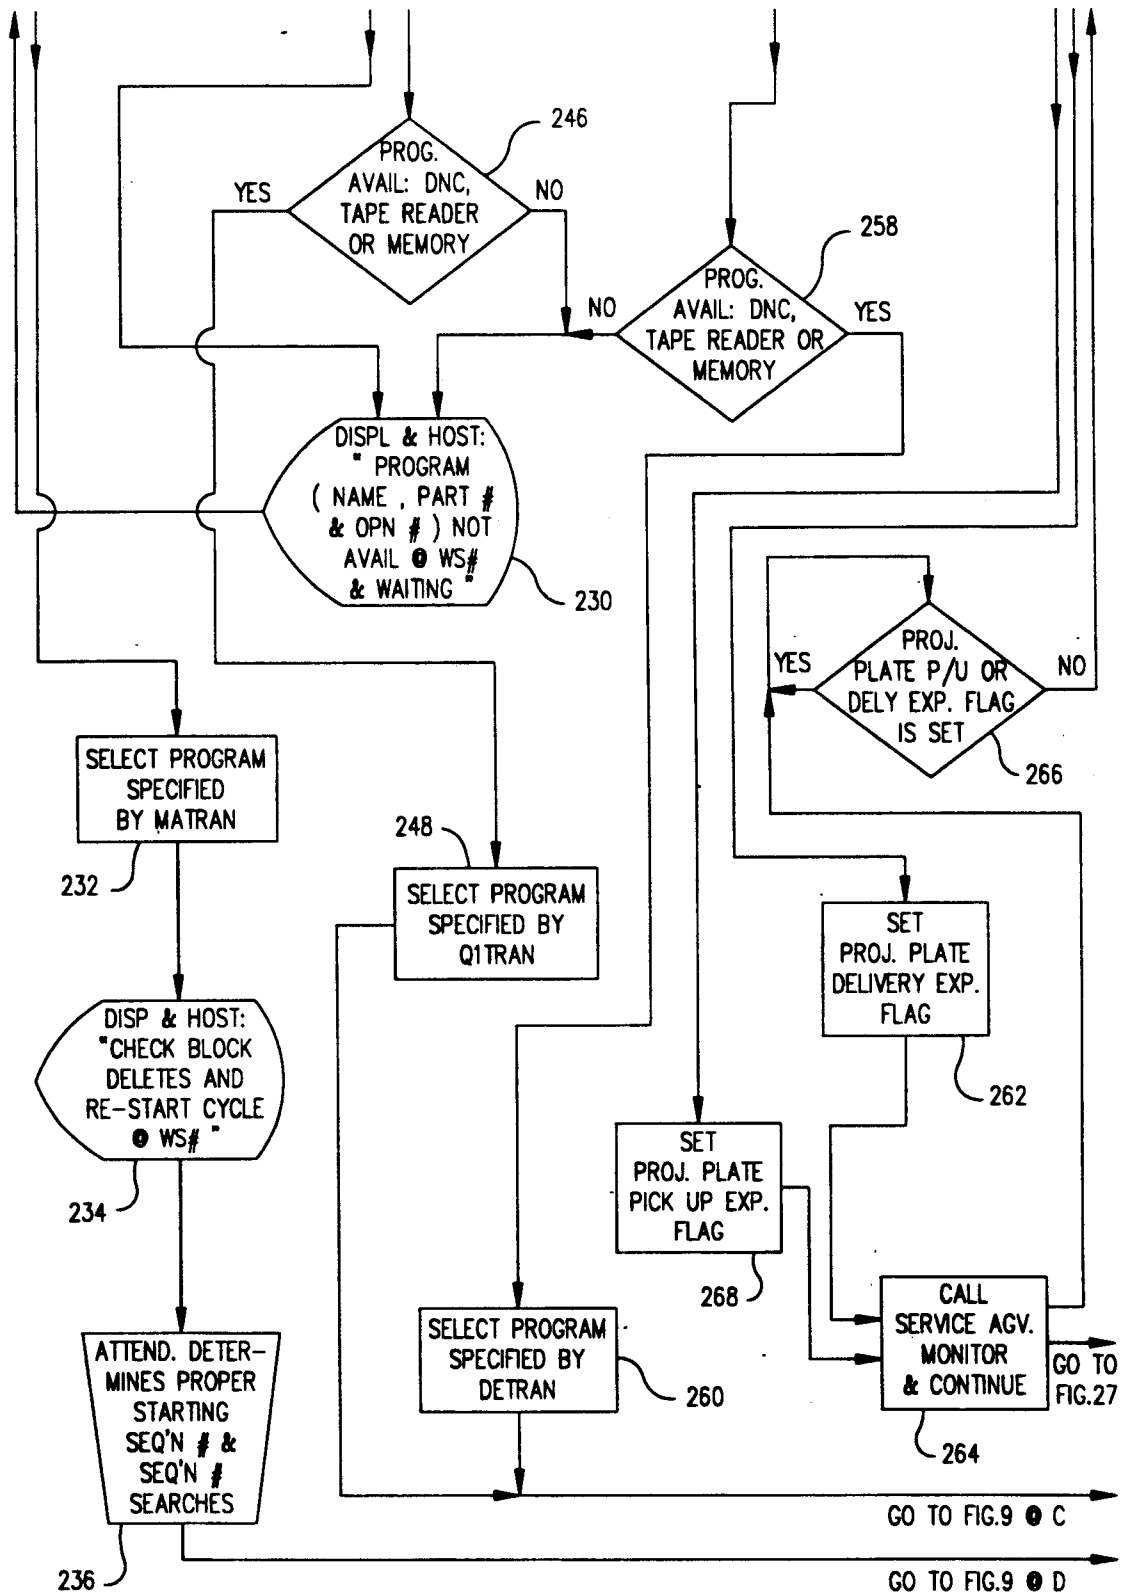 246
PROG.
AVAIL: DNC,
TAPE READER
OR MEMORY
YES
NO
258
PROG.
AVAIL: DNC,
TAPE READER OR
MEMORY
NO
YES
DISPL & HOST:
" PROGRAM
( NAME , PART #
& OPN # ) NOT
AVAIL @ WS#
& WAITING "
230
PROJ.
PLATE P/U OR
DELY EXP. FLAG
IS SET
YES
NO
266
SELECT PROGRAM
SPECIFIED
BY MATRAN
232
248
SELECT PROGRAM
SPECIFIED BY
Q1TRAN
SET
PROJ. PLATE
DELIVERY EXP.
FLAG
262
DISP & HOST:
"CHECK BLOCK
DELETES AND
RE-START CYCLE
@ WS# "
234
SET
PROJ. PLATE
PICK UP EXP.
FLAG
268
CALL
SERVICE AGV.
MONITOR
& CONTINUE
264
GO TO
FIG.27
SELECT PROGRAM
SPECIFIED BY
DETRAN
260
ATTEND. DETER-
MINES PROPER
STARTING
SEQ'N # &
SEQ'N #
SEARCHES
236
GO TO FIG.9 @ C
GO TO FIG.9 @ D